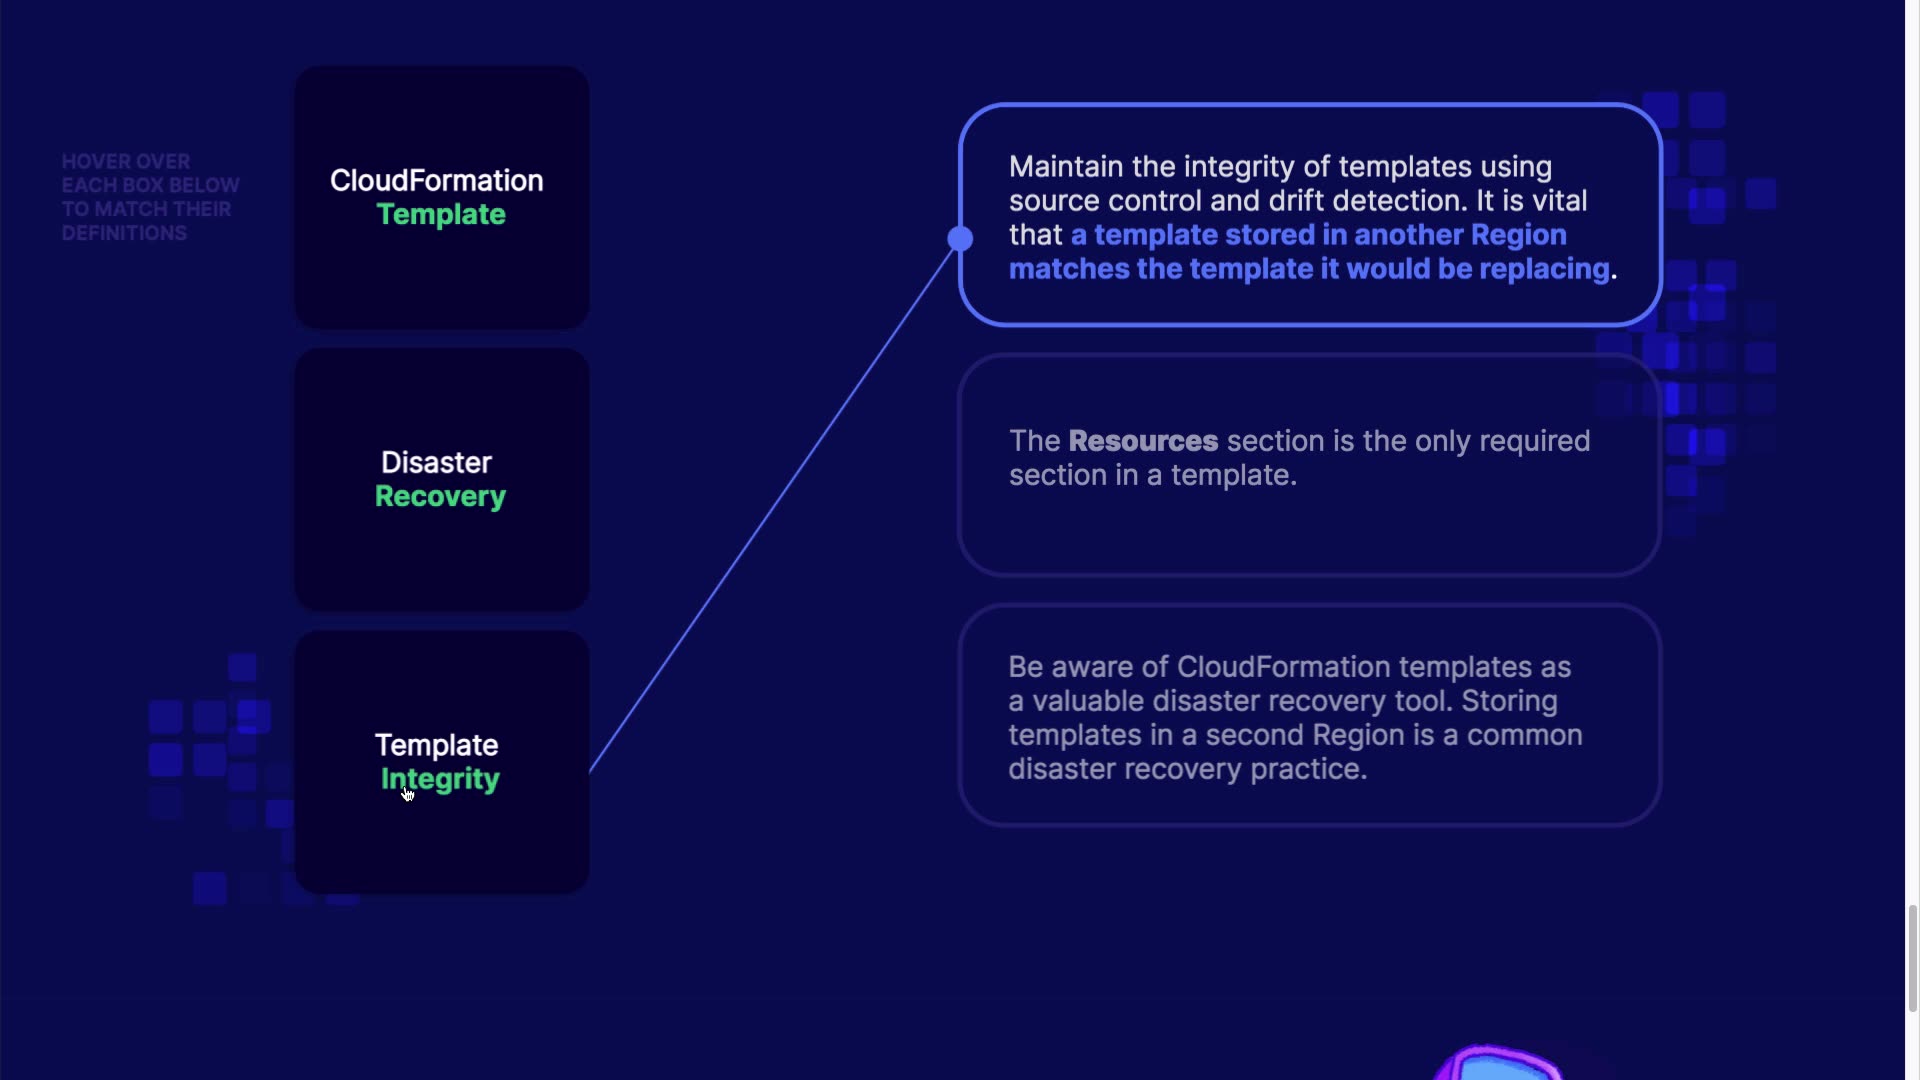 HOVER OVER
EACH BOX BELOW
TO MATCH THEIR
DEFINITIONS
CloudFormation
Template
Disaster
Recovery
Template
Integrity
Maintain the integrity of templates using
source control and drift detection. It is vital
that a template stored in another Region
matches the template it would be replacing.
The Resources section is the only required
section in a template.
Be aware of CloudFormation templates as
a valuable disaster recovery tool. Storing
templates in a second Region is a common
disaster recovery practice.